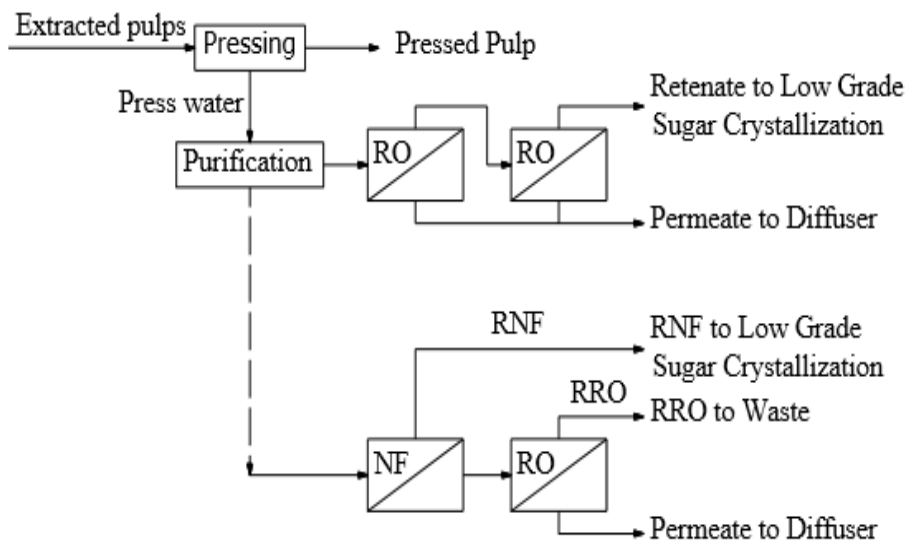 Extracted pulps
Pressing
Pressed Pulp
Press water
Purification
RO
RO
Retenate to Low Grade
Sugar Crystallization
Permeate to Diffuser
RNF
RNF to Low Grade
Sugar Crystallization
RRO
RRO to Waste
NF
RO
Permeate to Diffuser